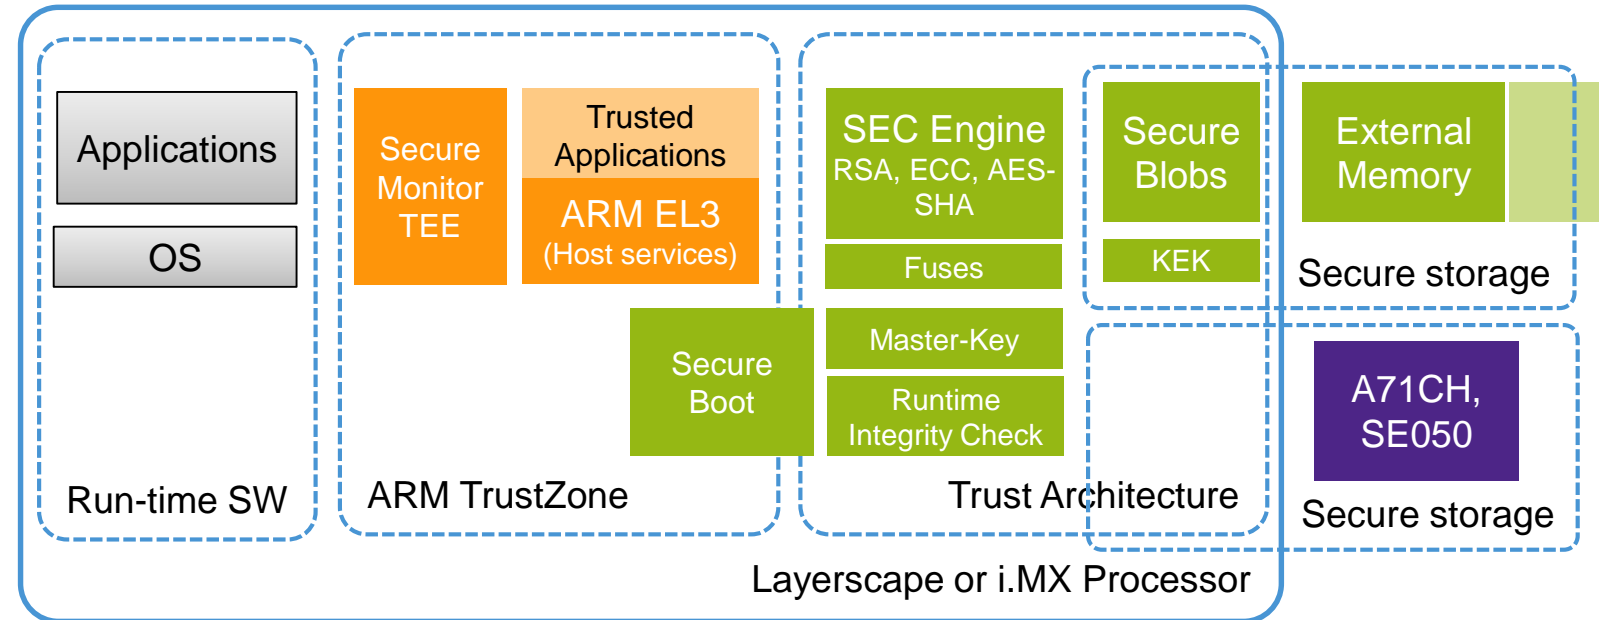 Applications
OS
Run-time SW
Secure
Monitor
TEE
Trusted
Applications
ARM EL3
(Host services)
Secure
Boot
ARM TrustZone
SEC Engine
RSA, ECC, AES-
SHA
Fuses
Master-Key
Runtime
Integrity Check
Trust Architecture
Secure
Blobs
KEK
External
Memory
Secure storage
A71CH,
SE050
Secure storage
Layerscape or i.MX Processor